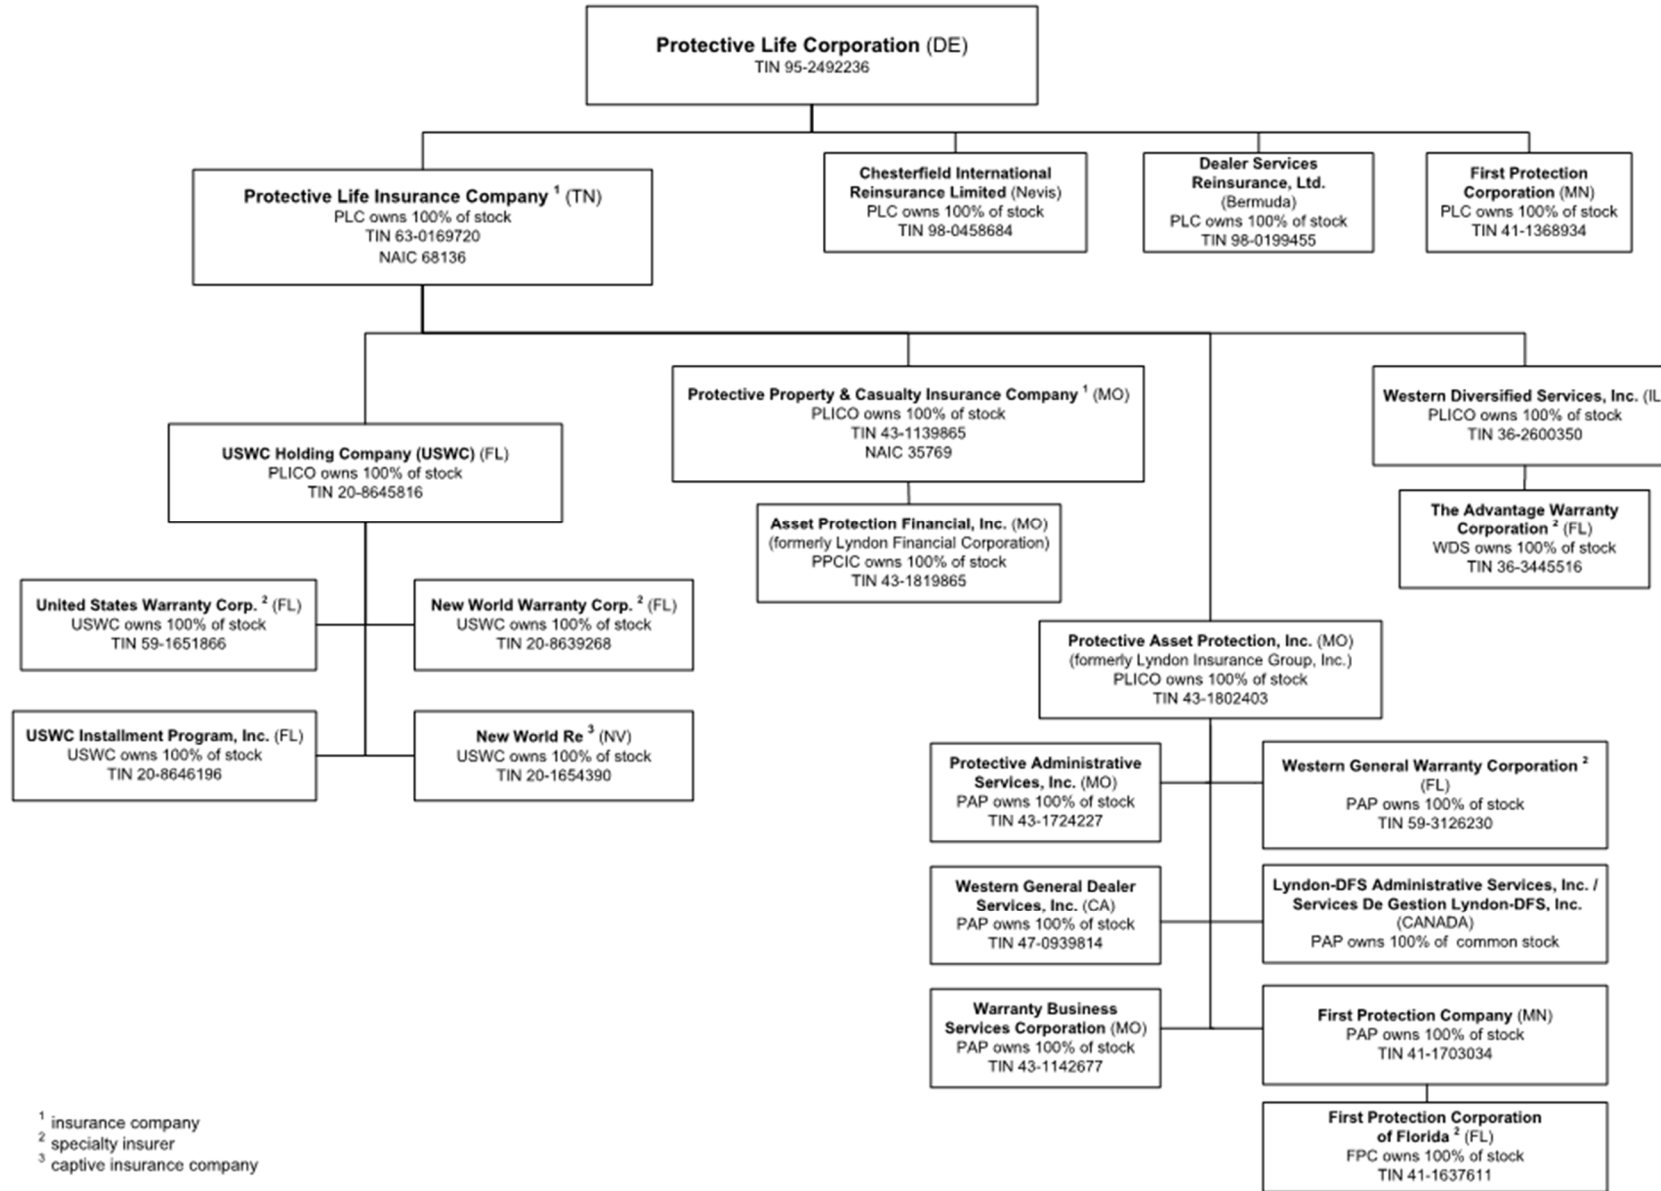 Protective Life Corporation (DE)
TIN 95-2492236
Protective Life Insurance Company 1 (TN)
PLC owns 100% of stock
TIN 63-0169720
NAIC 68136
Chesterfield International
Reinsurance Limited (Nevis)
PLC owns 100% of stock
TIN 98-0458684
Dealer Services
Reinsurance, Ltd.
(Bermuda)
PLC owns 100% of stock
TIN 98-0199455
First Protection
Corporation (MN)
PLC owns 100% of stock
TIN 41-1368934
USWC Holding Company (USWC) (FL)
PLICO owns 100% of stock
TIN 20-8645816
Protective Property & Casualty Insurance Company 1 (MO)
PLICO owns 100% of stock
TIN 43-1139865
NAIC 35769
Western Diversified Services, Inc. (IL
PLICO owns 100% of stock
TIN 36-2600350
Asset Protection Financial, Inc. (MO)
(formerly Lyndon Financial Corporation)
PPCIC owns 100% of stock
TIN 43-1819865
The Advantage Warranty
Corporation 2 (FL)
WDS owns 100% of stock
TIN 36-3445516
United States Warranty Corp. 2 (FL)
USWC owns 100% of stock
TIN 59-1651866
New World Warranty Corp. 2 (FL)
USWC owns 100% of stock
TIN 20-8639268
USWC Installment Program, Inc. (FL)
USWC owns 100% of stock
TIN 20-8646196
New World Re 3 (NV)
USWC owns 100% of stock
TIN 20-1654390
Protective Asset Protection, Inc. (MO)
(formerly Lyndon Insurance Group, Inc.)
PLICO owns 100% of stock
TIN 43-1802403
Protective Administrative
Services, Inc. (MO)
PAP owns 100% of stock
TIN 43-1724227
Western General Warranty Corporation 2
(FL)
PAP owns 100% of stock
TIN 59-3126230
Western General Dealer
Services, Inc. (CA)
PAP owns 100% of stock
TIN 47-0939814
Lyndon-DFS Administrative Services, Inc. /
Services De Gestion Lyndon-DFS, Inc.
(CANADA)
PAP owns 100% of common stock
Warranty Business
Services Corporation (MO)
PAP owns 100% of stock
TIN 43-1142677
First Protection Company (MN)
PAP owns 100% of stock
TIN 41-1703034
First Protection Corporation
of Florida 2 (FL)
FPC owns 100% of stock
TIN 41-1637611
1 insurance company
2 specialty insurer
3 captive insurance company